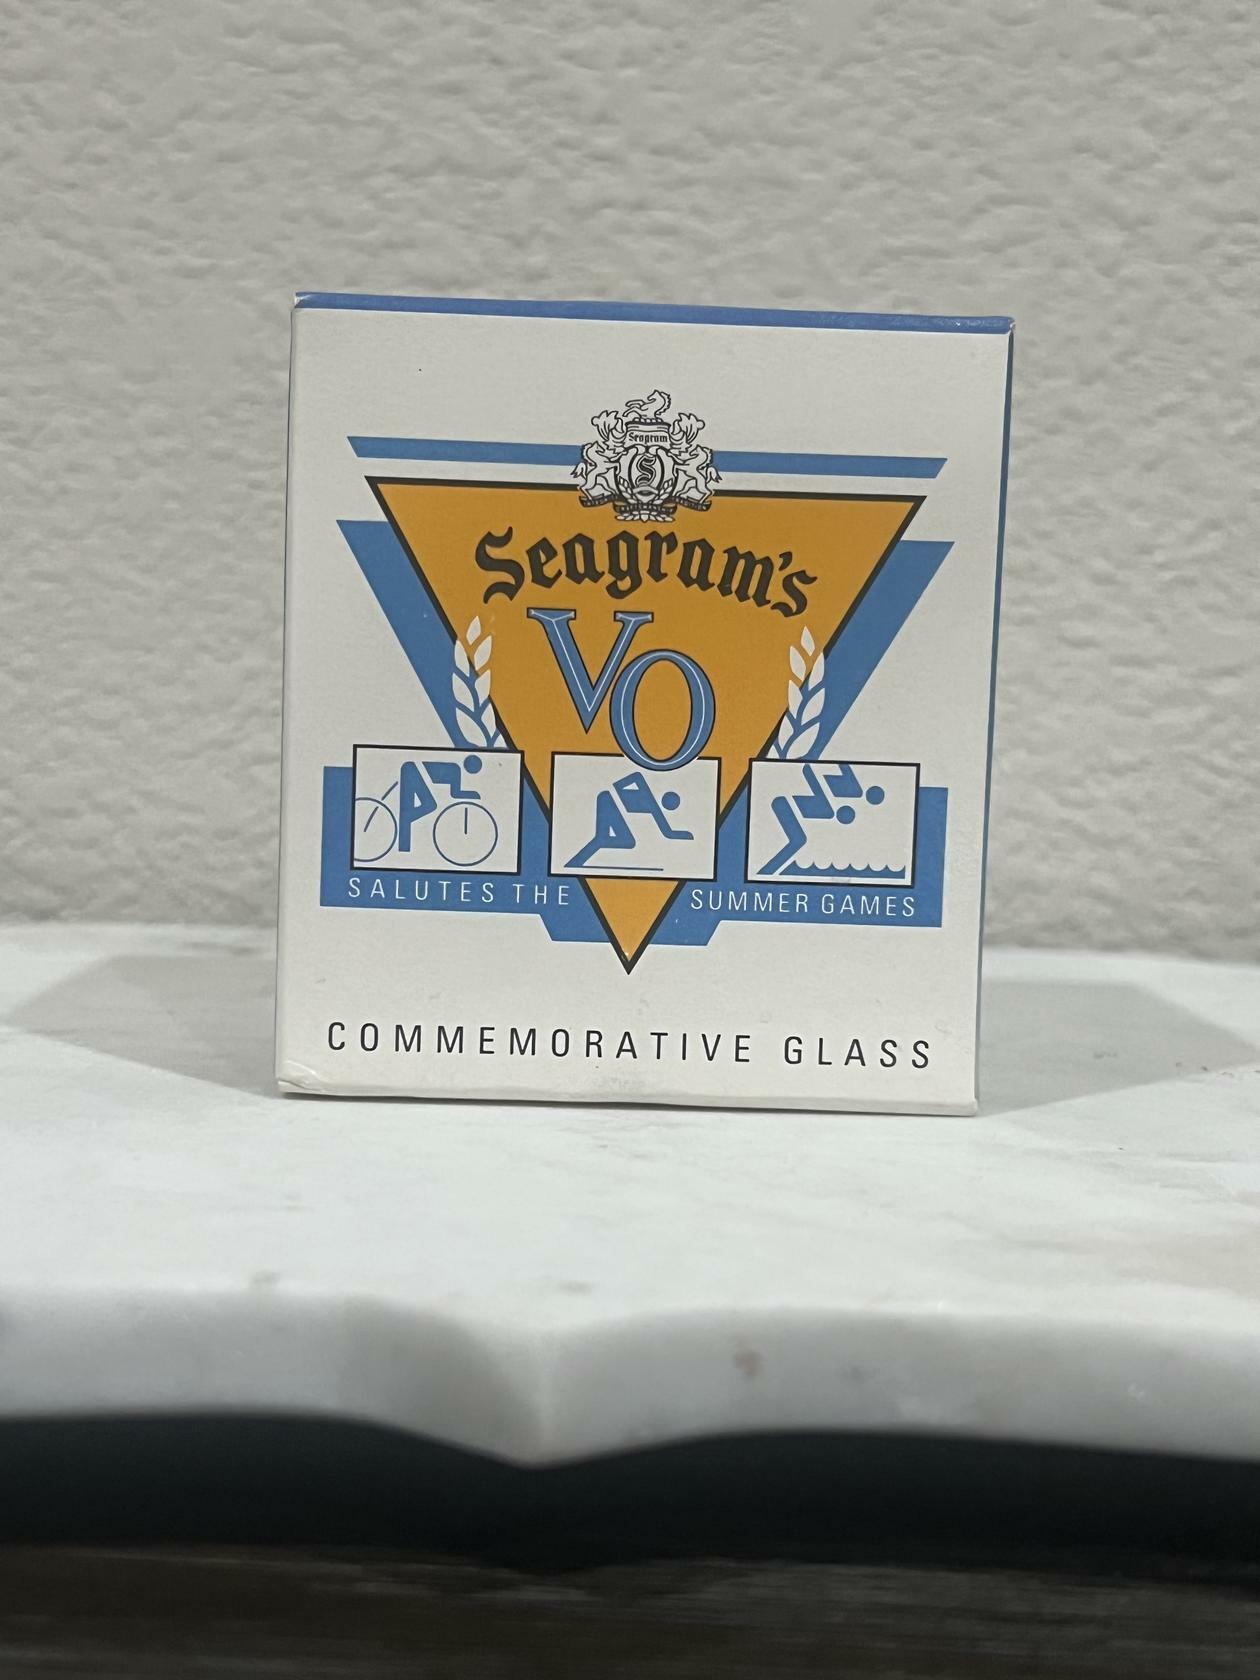 Seagram
S
Seagram's
VO
SALUTES THE SUMMER GAMES
COMMEMORATIVE GLASS